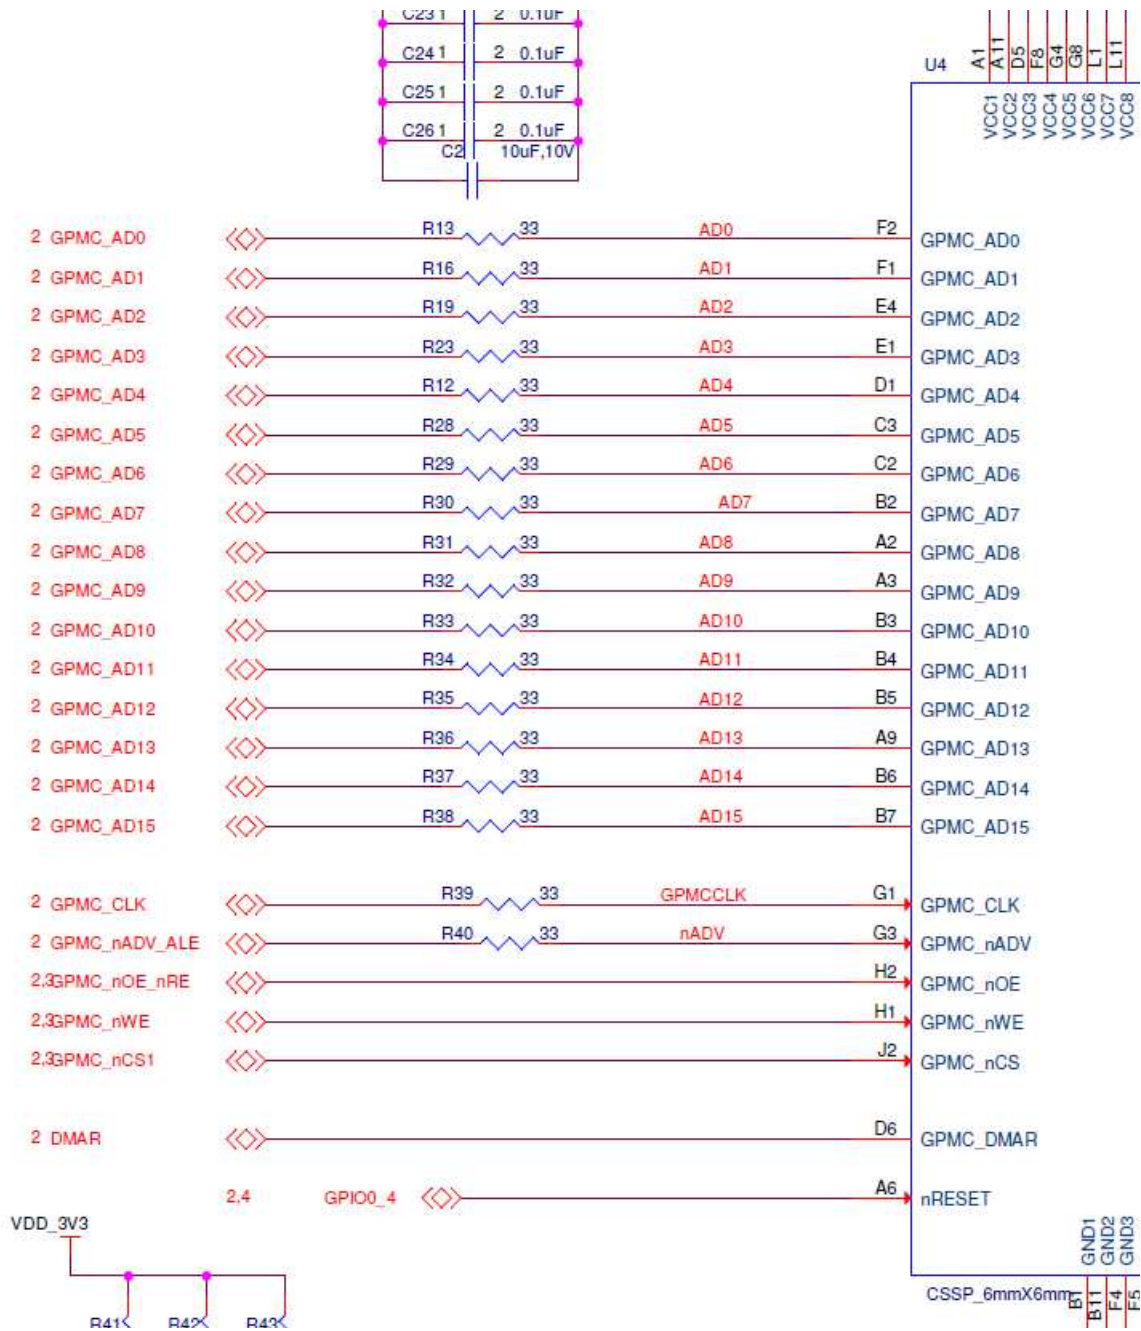 C23 1 2 0.1uF
C24 1 2 0.1uF
C25 1 2 0.1uF
C26 1 2 0.1uF
C2 10uF,10V
U4
A1 A11 D5 F8 G4 G8 L1 L11
VCC1 VCC2 VCC3 VCC4 VCC5 VCC6 VCC7 VCC8
2 GPMC_AD0 R13 33 AD0 F2 GPMC_AD0
2 GPMC_AD1 R16 33 AD1 F1 GPMC_AD1
2 GPMC_AD2 R19 33 AD2 E4 GPMC_AD2
2 GPMC_AD3 R23 33 AD3 E1 GPMC_AD3
2 GPMC_AD4 R12 33 AD4 D1 GPMC_AD4
2 GPMC_AD5 R28 33 AD5 C3 GPMC_AD5
2 GPMC_AD6 R29 33 AD6 C2 GPMC_AD6
2 GPMC_AD7 R30 33 AD7 B2 GPMC_AD7
2 GPMC_AD8 R31 33 AD8 A2 GPMC_AD8
2 GPMC_AD9 R32 33 AD9 A3 GPMC_AD9
2 GPMC_AD10 R33 33 AD10 B3 GPMC_AD10
2 GPMC_AD11 R34 33 AD11 B4 GPMC_AD11
2 GPMC_AD12 R35 33 AD12 B5 GPMC_AD12
2 GPMC_AD13 R36 33 AD13 A9 GPMC_AD13
2 GPMC_AD14 R37 33 AD14 B6 GPMC_AD14
2 GPMC_AD15 R38 33 AD15 B7 GPMC_AD15
2 GPMC_CLK R39 33 GPMCCLK G1 GPMC_CLK
2 GPMC_nADV_ALE R40 33 nADV G3 GPMC_nADV
2,3 GPMC_nOE_nRE H2 GPMC_nOE
2,3 GPMC_nWE H1 GPMC_nWE
2,3 GPMC_nCS1 J2 GPMC_nCS
2 DMAR D6 GPMC_DMAR
2,4 GPIO0_4 A6 nRESET
VDD_3V3
GND1 GND2 GND3
CSSP_6mmX6mm
B1 B11 F4 F5
R41 R42 R43